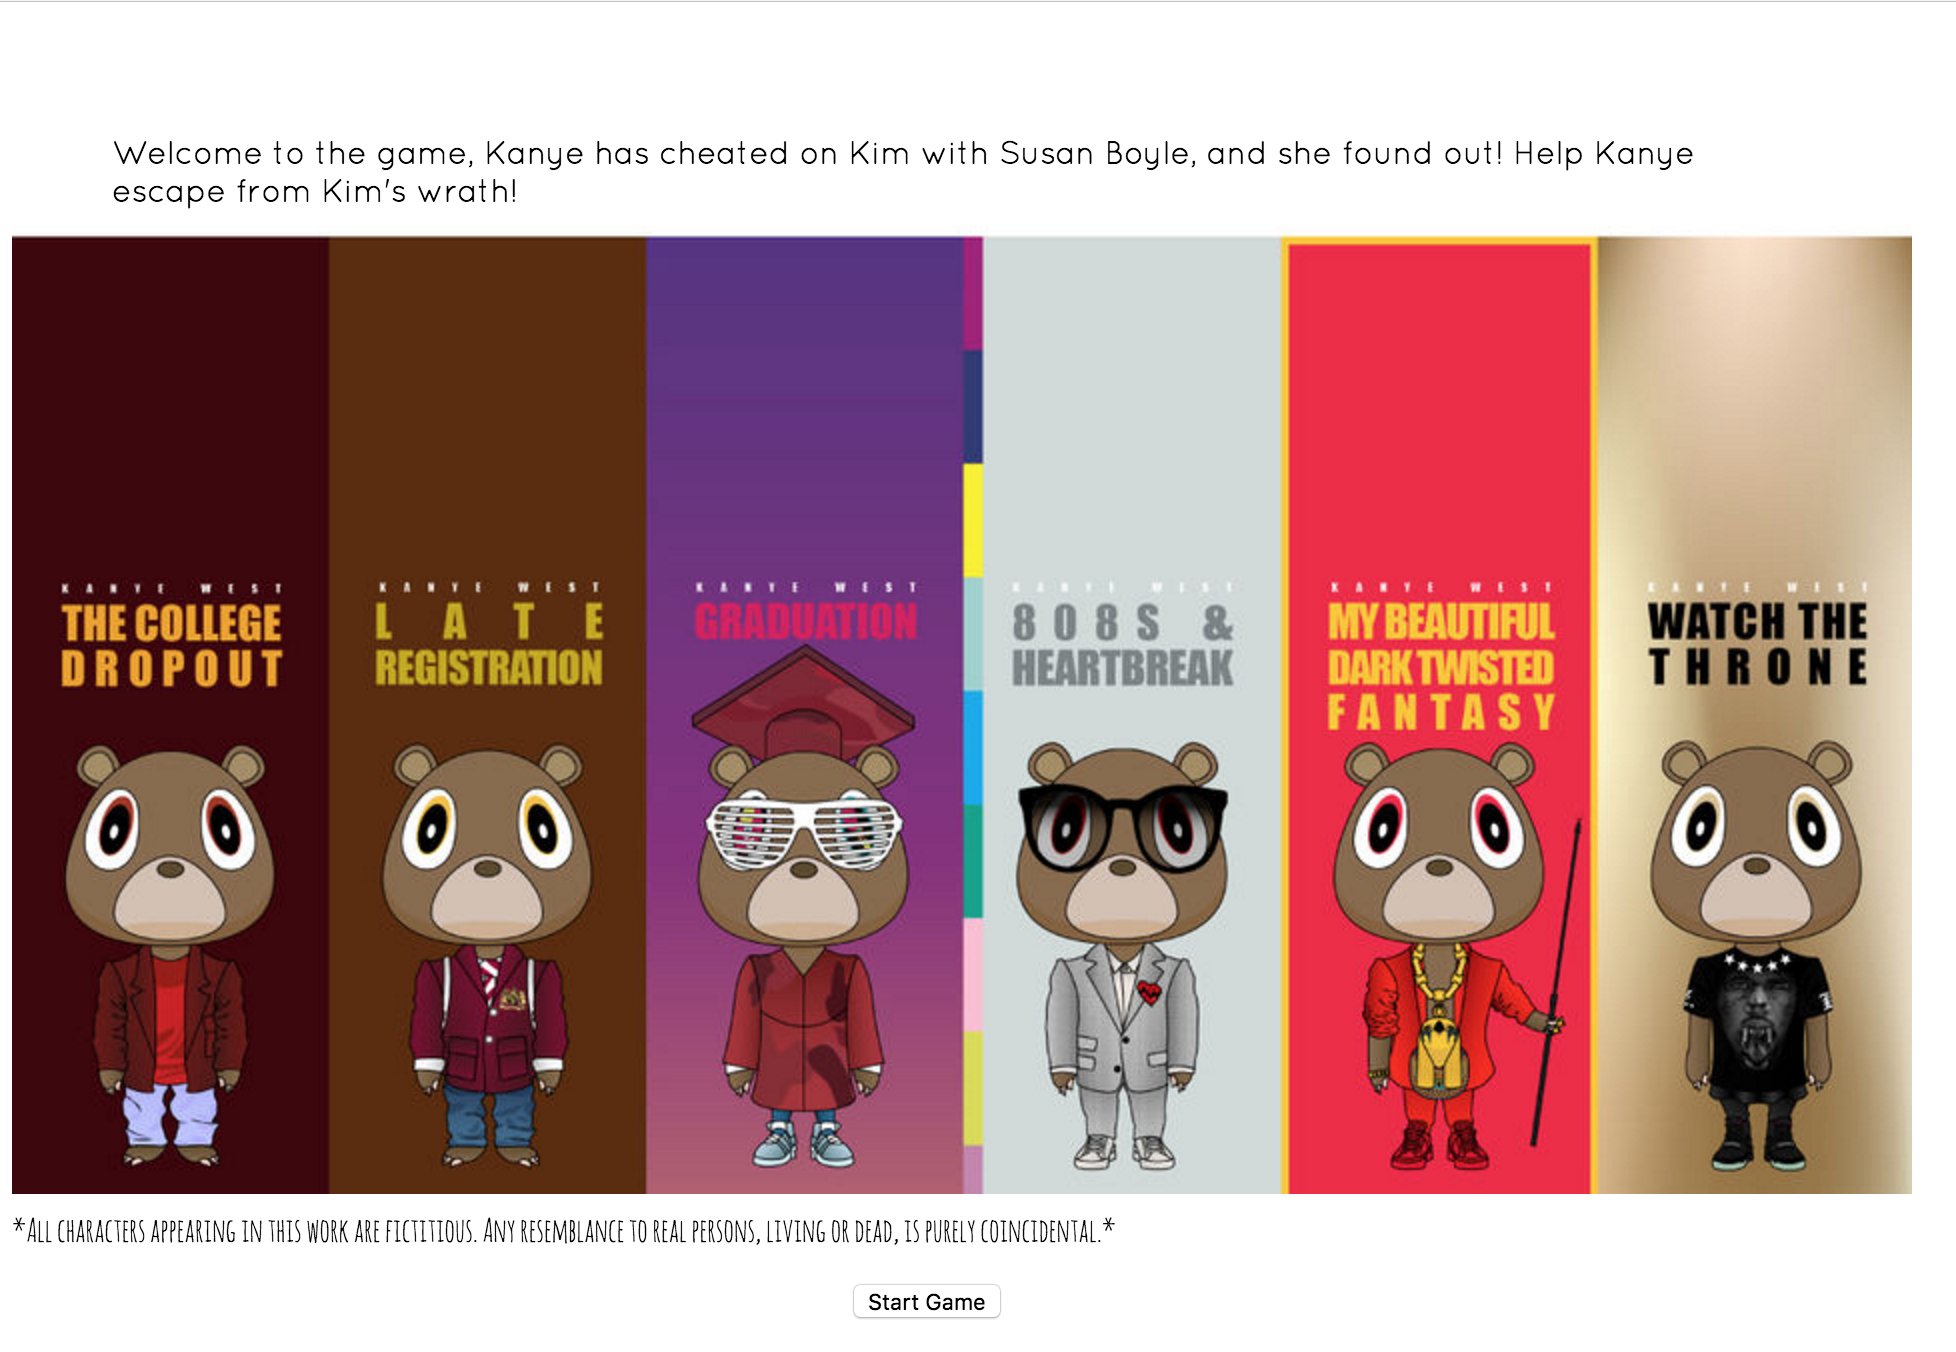 Welcome to the game, Kanye has cheated on Kim with Susan Boyle, and she found out! Help Kanye
escape from Kim's wrath!
KANYE WEST
THE COLLEGE
DROPOUT
KANYE WEST
LATE
REGISTRATION
KANYE WEST
GRADUATION
KANYE WEST
808S &
HEARTBREAK
KANYE WEST
MY BEAUTIFUL
DARK TWISTED
FANTASY
KANYE WEST
WATCH THE
THRONE
*All characters appearing in this work are fictitious. Any resemblance to real persons, living or dead, is purely coincidental.*
Start Game